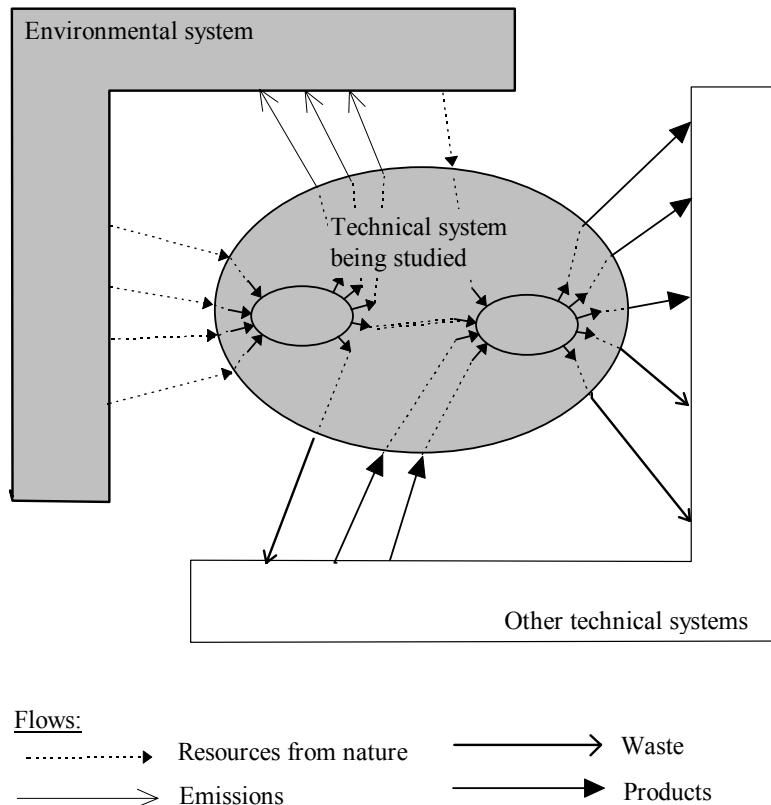 Environmental system
Technical system
being studied
Other technical systems
Flows:
Resources from nature
Waste
Emissions
Products